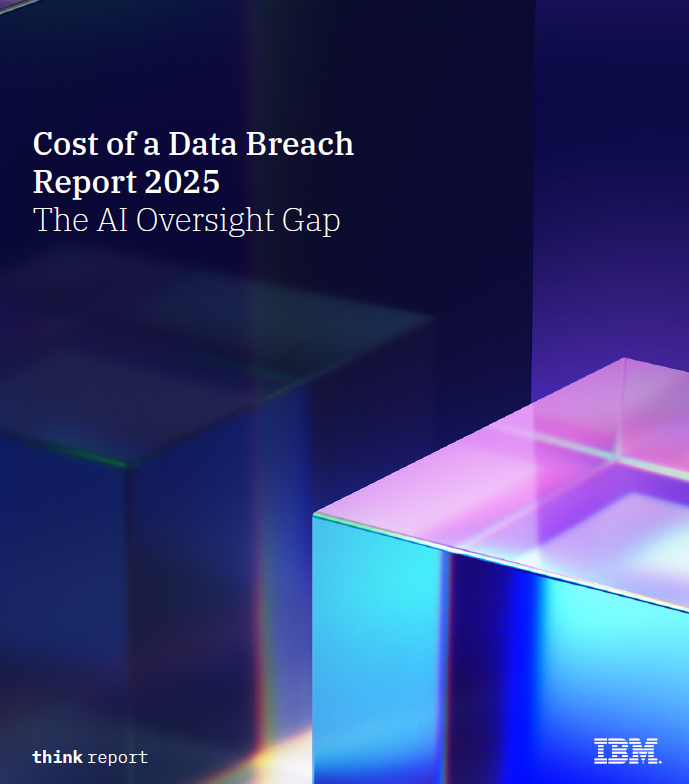 Cost of a Data Breach
Report 2025
The AI Oversight Gap
think report
IBM.